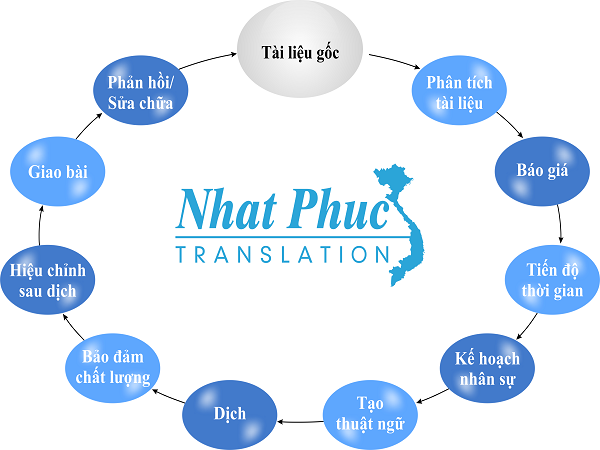 Tài liệu gốc
Phân tích
tài liệu
Báo giá
Tiến độ
thời gian
Kế hoạch
nhân sự
Tạo
thuật ngữ
Dịch
Bảo đảm
chất lượng
Hiệu chỉnh
sau dịch
Giao bài
Phản hồi/
Sửa chữa
Nhat Phuc
TRANSLATION